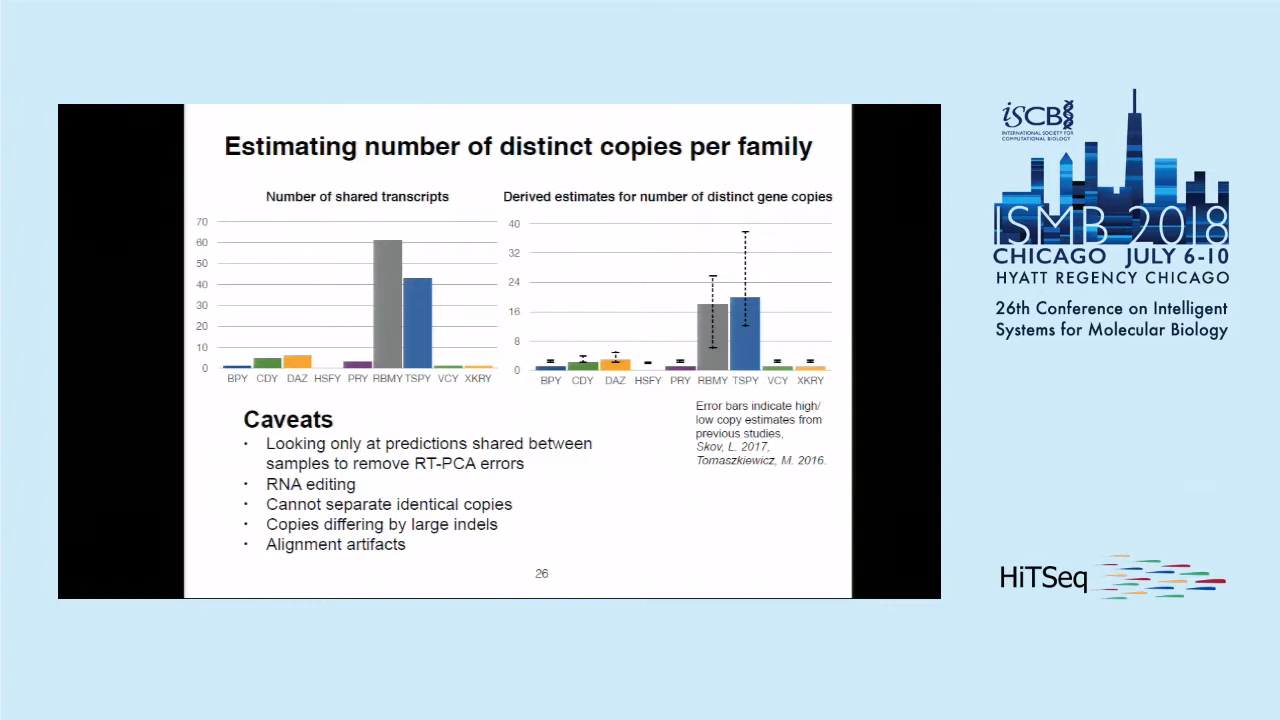 Estimating number of distinct copies per family
Number of shared transcripts
70
60
50
40
30
20
10
0
BPY CDY DAZ HSFY PRY RBMY TSPY VCY XKRY
Derived estimates for number of distinct gene copies
40
32
24
16
8
0
BPY CDY DAZ HSFY PRY RBMY TSPY VCY XKRY
Error bars indicate high/
low copy estimates from
previous studies,
Skov, L. 2017,
Tomaszkiewicz, M. 2016.
Caveats
· Looking only at predictions shared between
samples to remove RT-PCA errors
· RNA editing
· Cannot separate identical copies
· Copies differing by large indels
· Alignment artifacts
26
iSCB
INTERNATIONAL SOCIETY FOR
COMPUTATIONAL BIOLOGY
ISMB 2018
CHICAGO JULY 6-10
HYATT REGENCY CHICAGO
26th Conference on Intelligent
Systems for Molecular Biology
HiTSeq